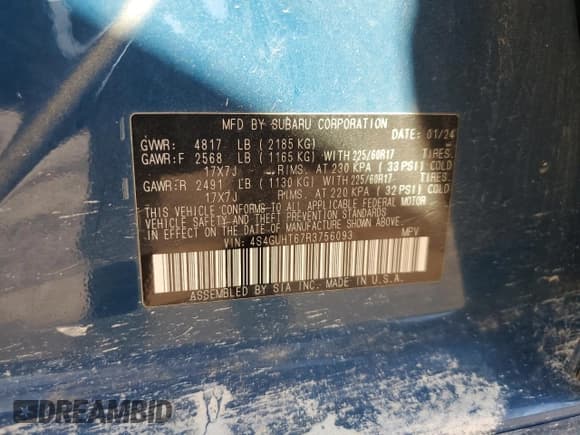 MFD BY SUBARU CORPORATION
GVWR: 4817 LB (2185 KG) DATE: 01/24
GAWR:F 2568 LB (1165 KG) WITH 225/60R17 TIRES.
17X7J RIMS. AT 230 KPA (33 PSI) COLD
GAWR:R 2491 LB (1130 KG) WITH 225/60R17 TIRES.
17X7J RIMS. AT 220 KPA (32 PSI) COLD
THIS VEHICLE CONFORMS TO ALL APPLICABLE FEDERAL MOTOR
VEHICLE SAFETY AND THEFT PREVENTION STANDARDS
IN EFFECT ON THE DATE OF MANUFACTURE SHOWN ABOVE.
VIN: 4S4GUHT67R3756093 MPV
ASSEMBLED BY SIA INC. MADE IN U.S.A.
DREAMBID